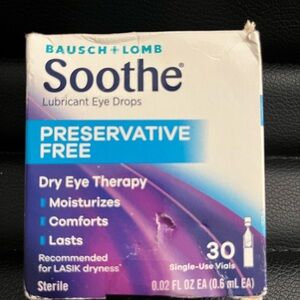 BAUSCH + LOMB
Soothe®
Lubricant Eye Drops
PRESERVATIVE
FREE
Dry Eye Therapy
Moisturizes
Comforts
Lasts
Recommended
for LASIK dryness*
30
Single-Use Vials
Sterile
0.02 FL OZ EA (0.6 mL EA)